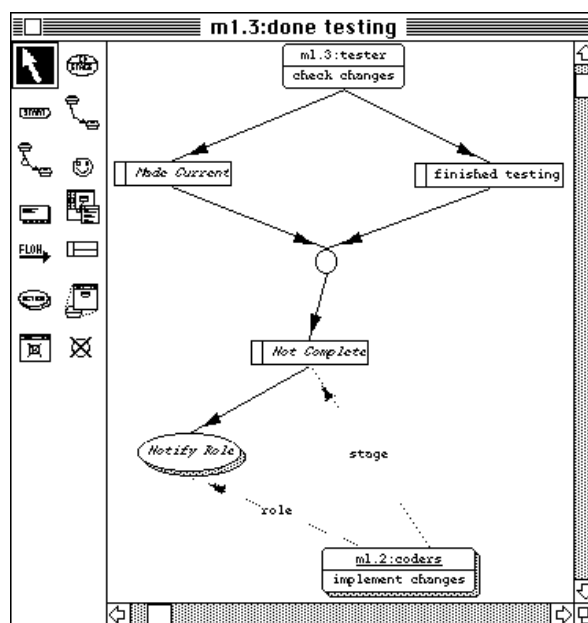 m1.3:done testing
m1.3:tester
check changes
START
Made Current
finished testing
FLOW
Not Complete
Notify Role
stage
role
m1.2:coders
implement changes